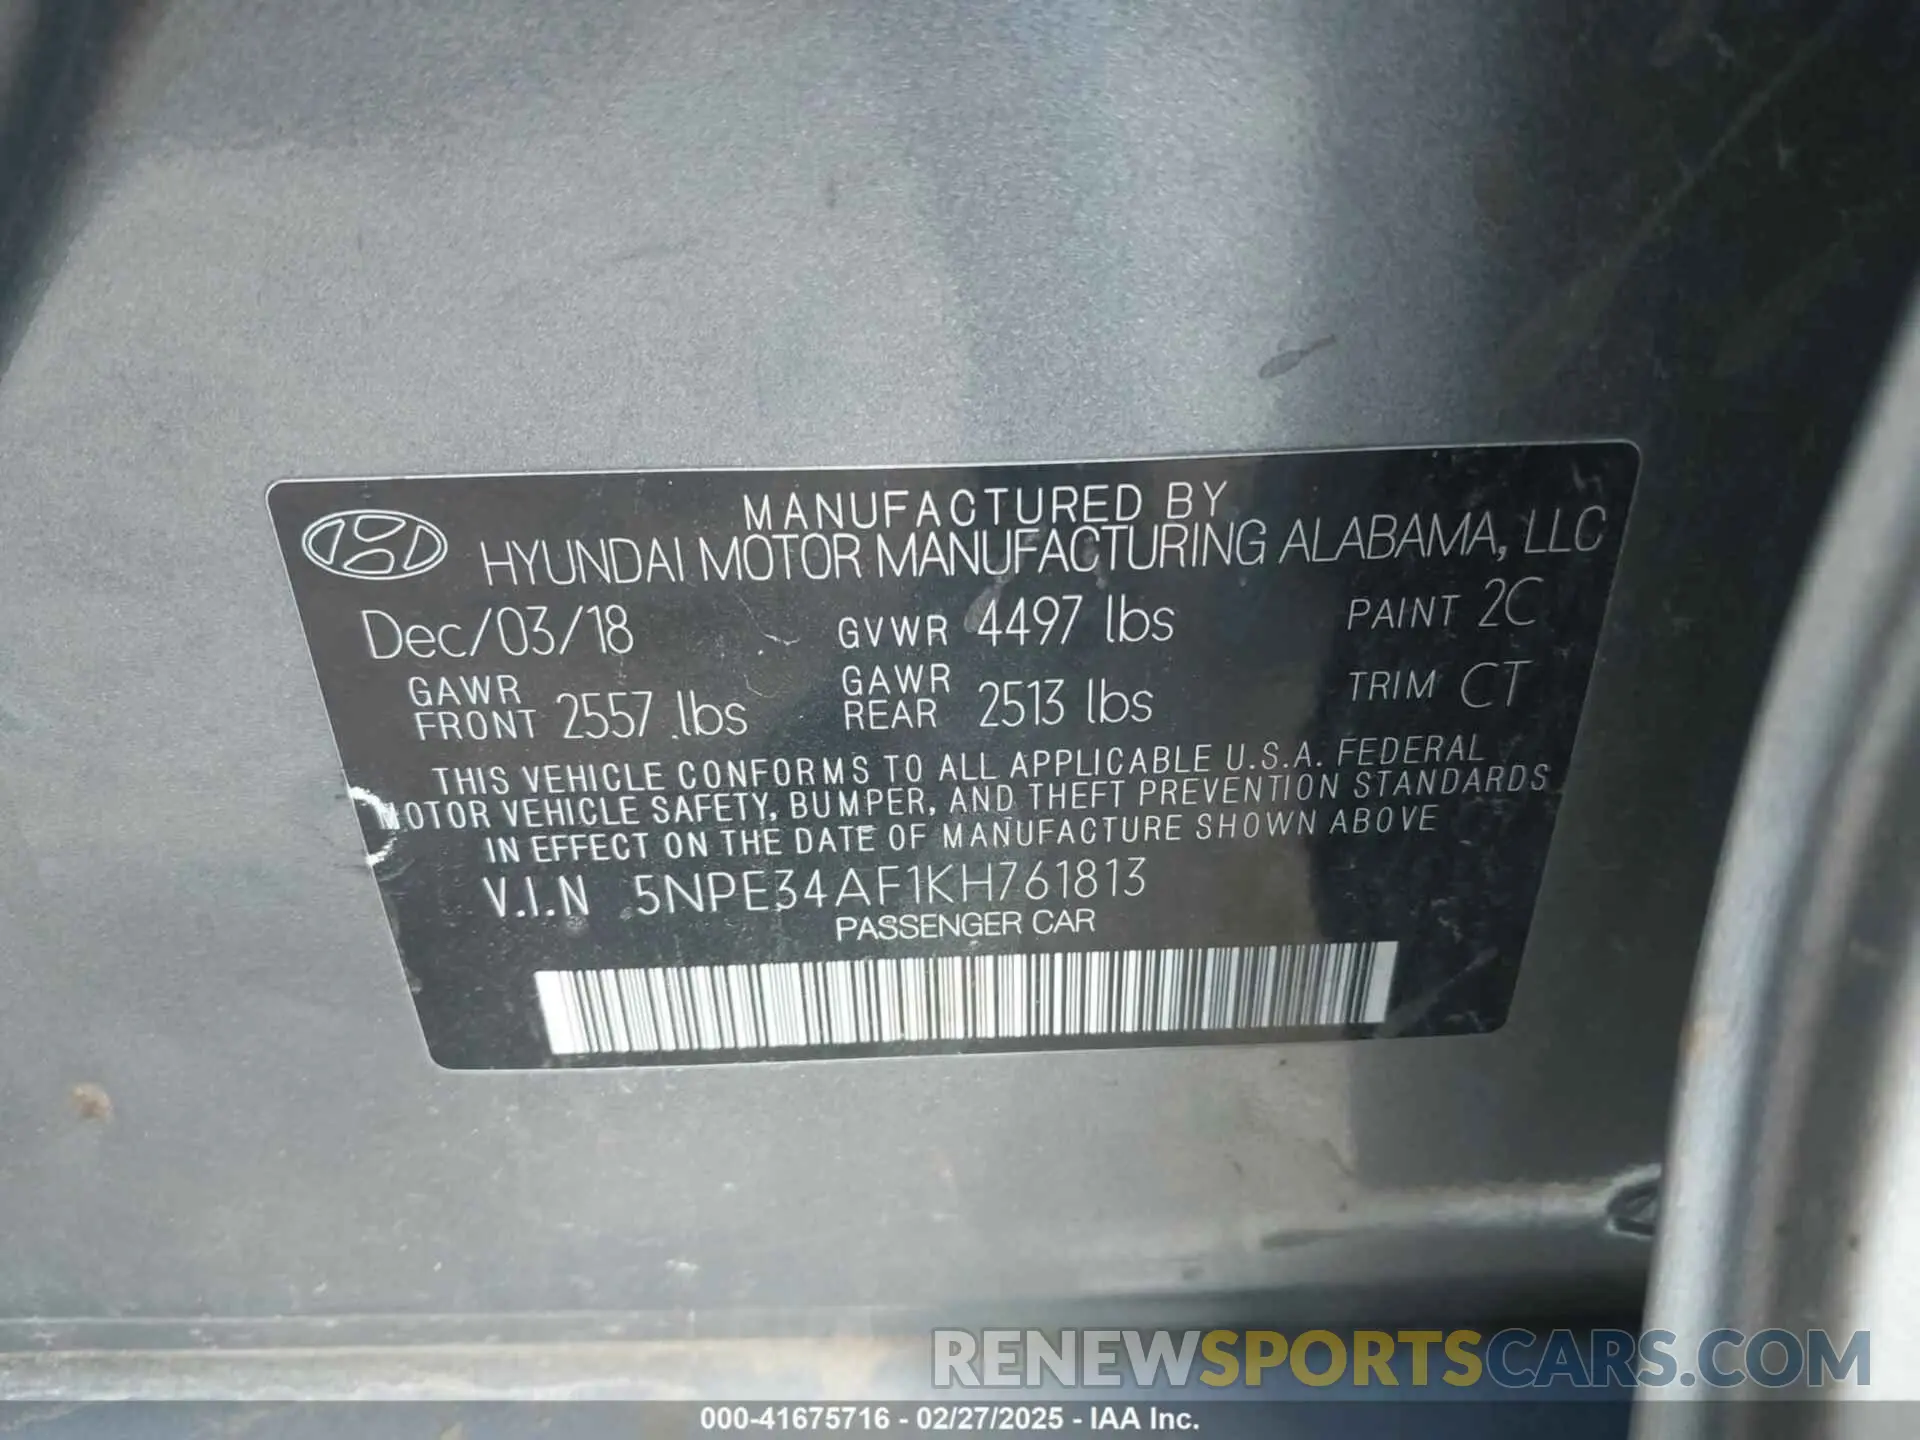 MANUFACTURED BY
HYUNDAI MOTOR MANUFACTURING ALABAMA, LLC
Dec/03/18 GVWR 4497 lbs PAINT 2C
GAWR FRONT 2557 lbs GAWR REAR 2513 lbs TRIM CT
THIS VEHICLE CONFORMS TO ALL APPLICABLE U.S.A. FEDERAL
MOTOR VEHICLE SAFETY, BUMPER, AND THEFT PREVENTION STANDARDS
IN EFFECT ON THE DATE OF MANUFACTURE SHOWN ABOVE
V.I.N 5NPE34AF1KH761813
PASSENGER CAR
RENEWSPORTSCARS.COM
000-41675716 - 02/27/2025 - IAA Inc.